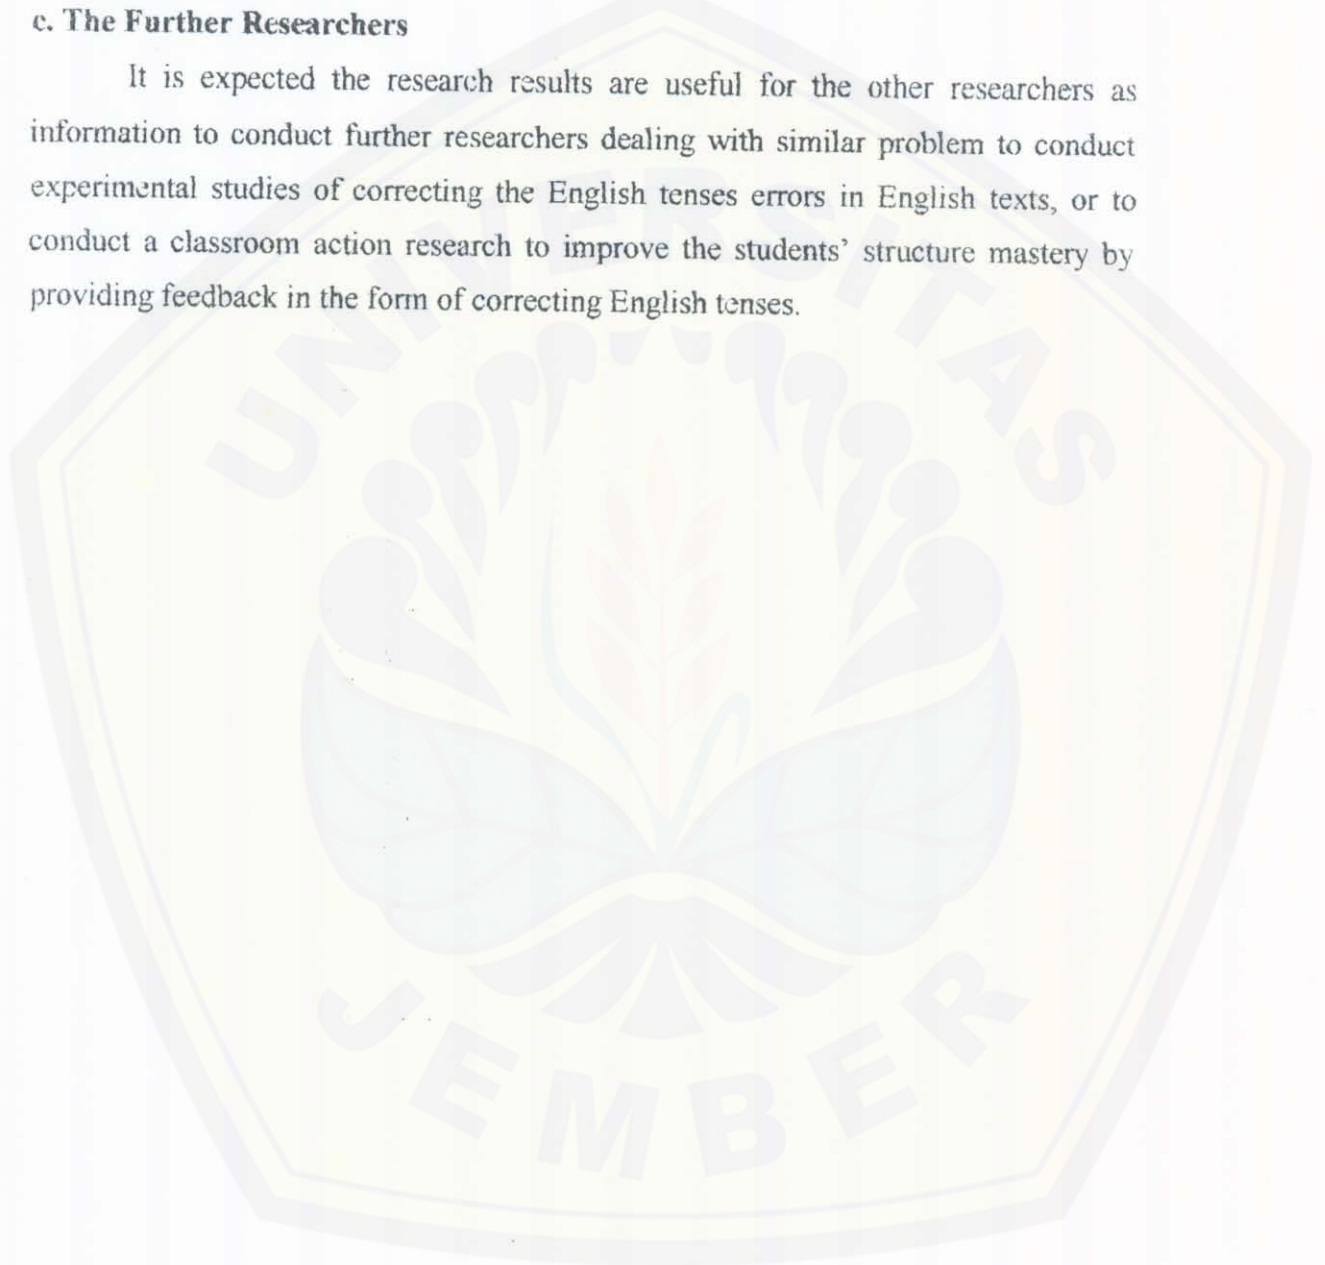 c. The Further Researchers
It is expected the research results are useful for the other researchers as
information to conduct further researchers dealing with similar problem to conduct
experimental studies of correcting the English tenses errors in English texts, or to
conduct a classroom action research to improve the students' structure mastery by
providing feedback in the form of correcting English tenses.
UNIVERSITAS
JEMBER